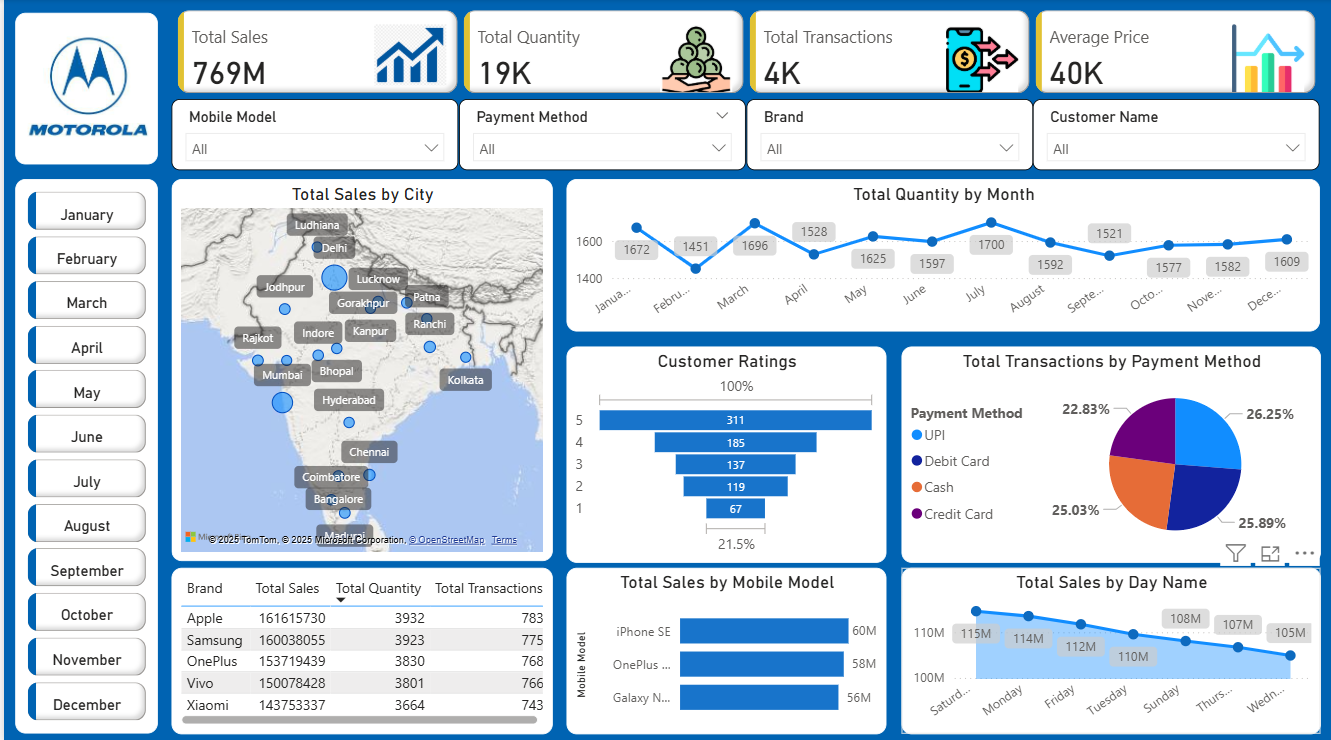 MOTOROLA
Total Sales
769M
Total Quantity
19K
Total Transactions
4K
Average Price
40K
Mobile Model
All
Payment Method
All
Brand
All
Customer Name
All
January
February
March
April
May
June
July
August
September
October
November
December
Total Sales by City
Ludhiana
Delhi
Lucknow
Jodhpur
Gorakhpur
Patna
Ranchi
Rajkot
Indore
Kanpur
Mumbai
Bhopal
Kolkata
Hyderabad
Chennai
Coimbatore
Bangalore
© 2025 TomTom, © 2025 Microsoft Corporation, © OpenStreetMap Terms
Total Quantity by Month
1600
1400
1672
1451
1696
1528
1625
1597
1700
1592
1521
1577
1582
1609
Janua...
Febru...
March
April
May
June
July
August
Septe...
Octo...
Nove...
Dece...
Customer Ratings
100%
5 311
4 185
3 137
2 119
1 67
21.5%
Total Transactions by Payment Method
Payment Method
UPI
Debit Card
Cash
Credit Card
22.83%
26.25%
25.03%
25.89%
Brand Total Sales Total Quantity Total Transactions
Apple 161615730 3932 783
Samsung 160038055 3923 775
OnePlus 153719439 3830 768
Vivo 150078428 3801 766
Xiaomi 143753337 3664 743
Total Sales by Mobile Model
Mobile Model
iPhone SE 60M
OnePlus ... 58M
Galaxy N... 56M
Total Sales by Day Name
110M
100M
115M
114M
112M
110M
108M
107M
105M
Saturd...
Monday
Friday
Tuesday
Sunday
Thurs...
Wedn...